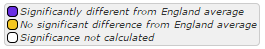 Significantly different from England average
No significant difference from England average
Significance not calculated